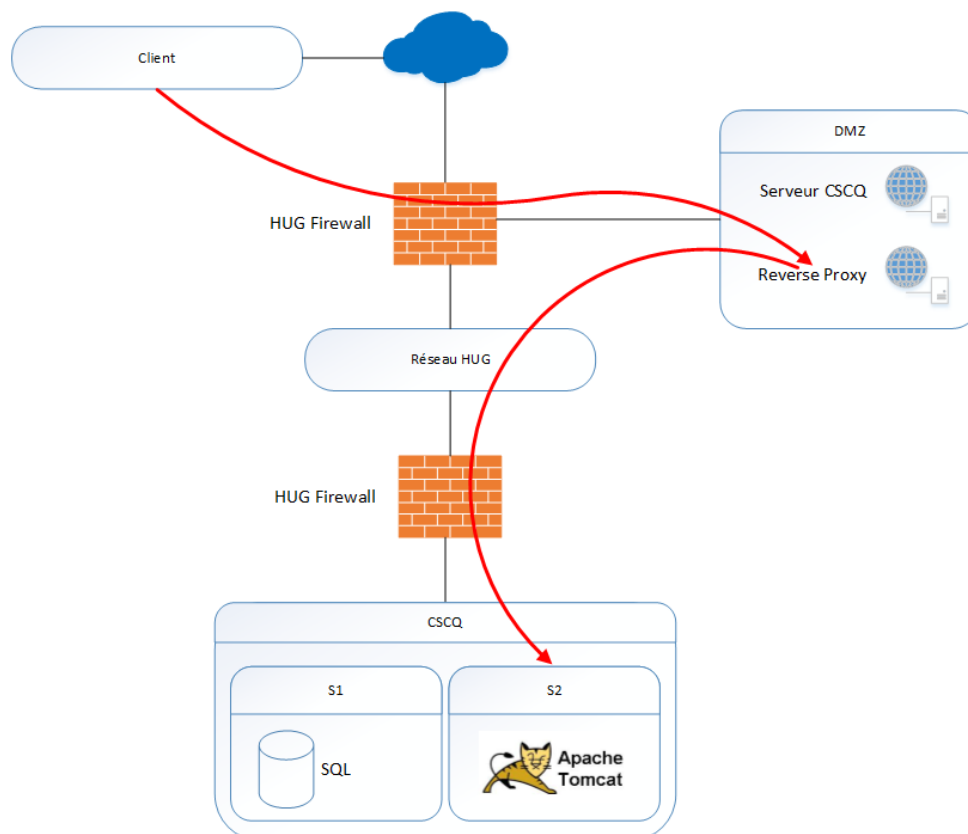 Client
DMZ
Serveur CSCQ
HUG Firewall
Reverse Proxy
Réseau HUG
HUG Firewall
CSCQ
S1
S2
SQL
Apache
Tomcat